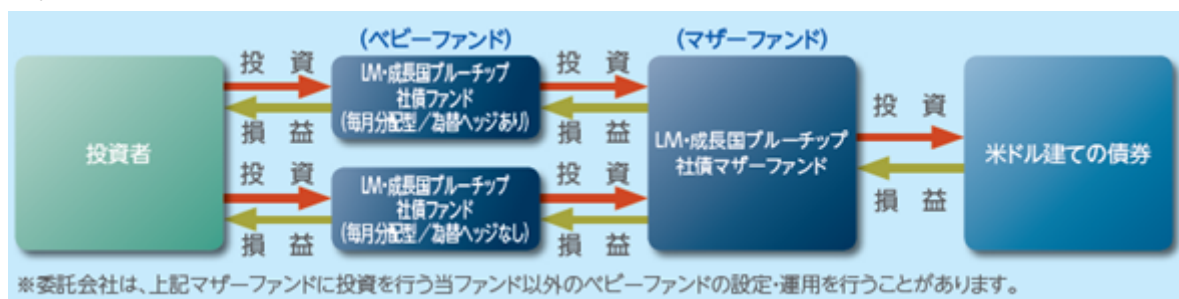 (ベビーファンド)
(マザーファンド)
投資者
投 資
LM・成長国ブルーチップ
社債ファンド
(毎月分配型/為替ヘッジあり)
損 益
投 資
損 益
投 資
LM・成長国ブルーチップ
社債ファンド
(毎月分配型/為替ヘッジなし)
損 益
投 資
損 益
LM・成長国ブルーチップ
社債マザーファンド
投 資
損 益
米ドル建ての債券
※委託会社は、上記マザーファンドに投資を行う当ファンド以外のベビーファンドの設定・運用を行うことがあります。